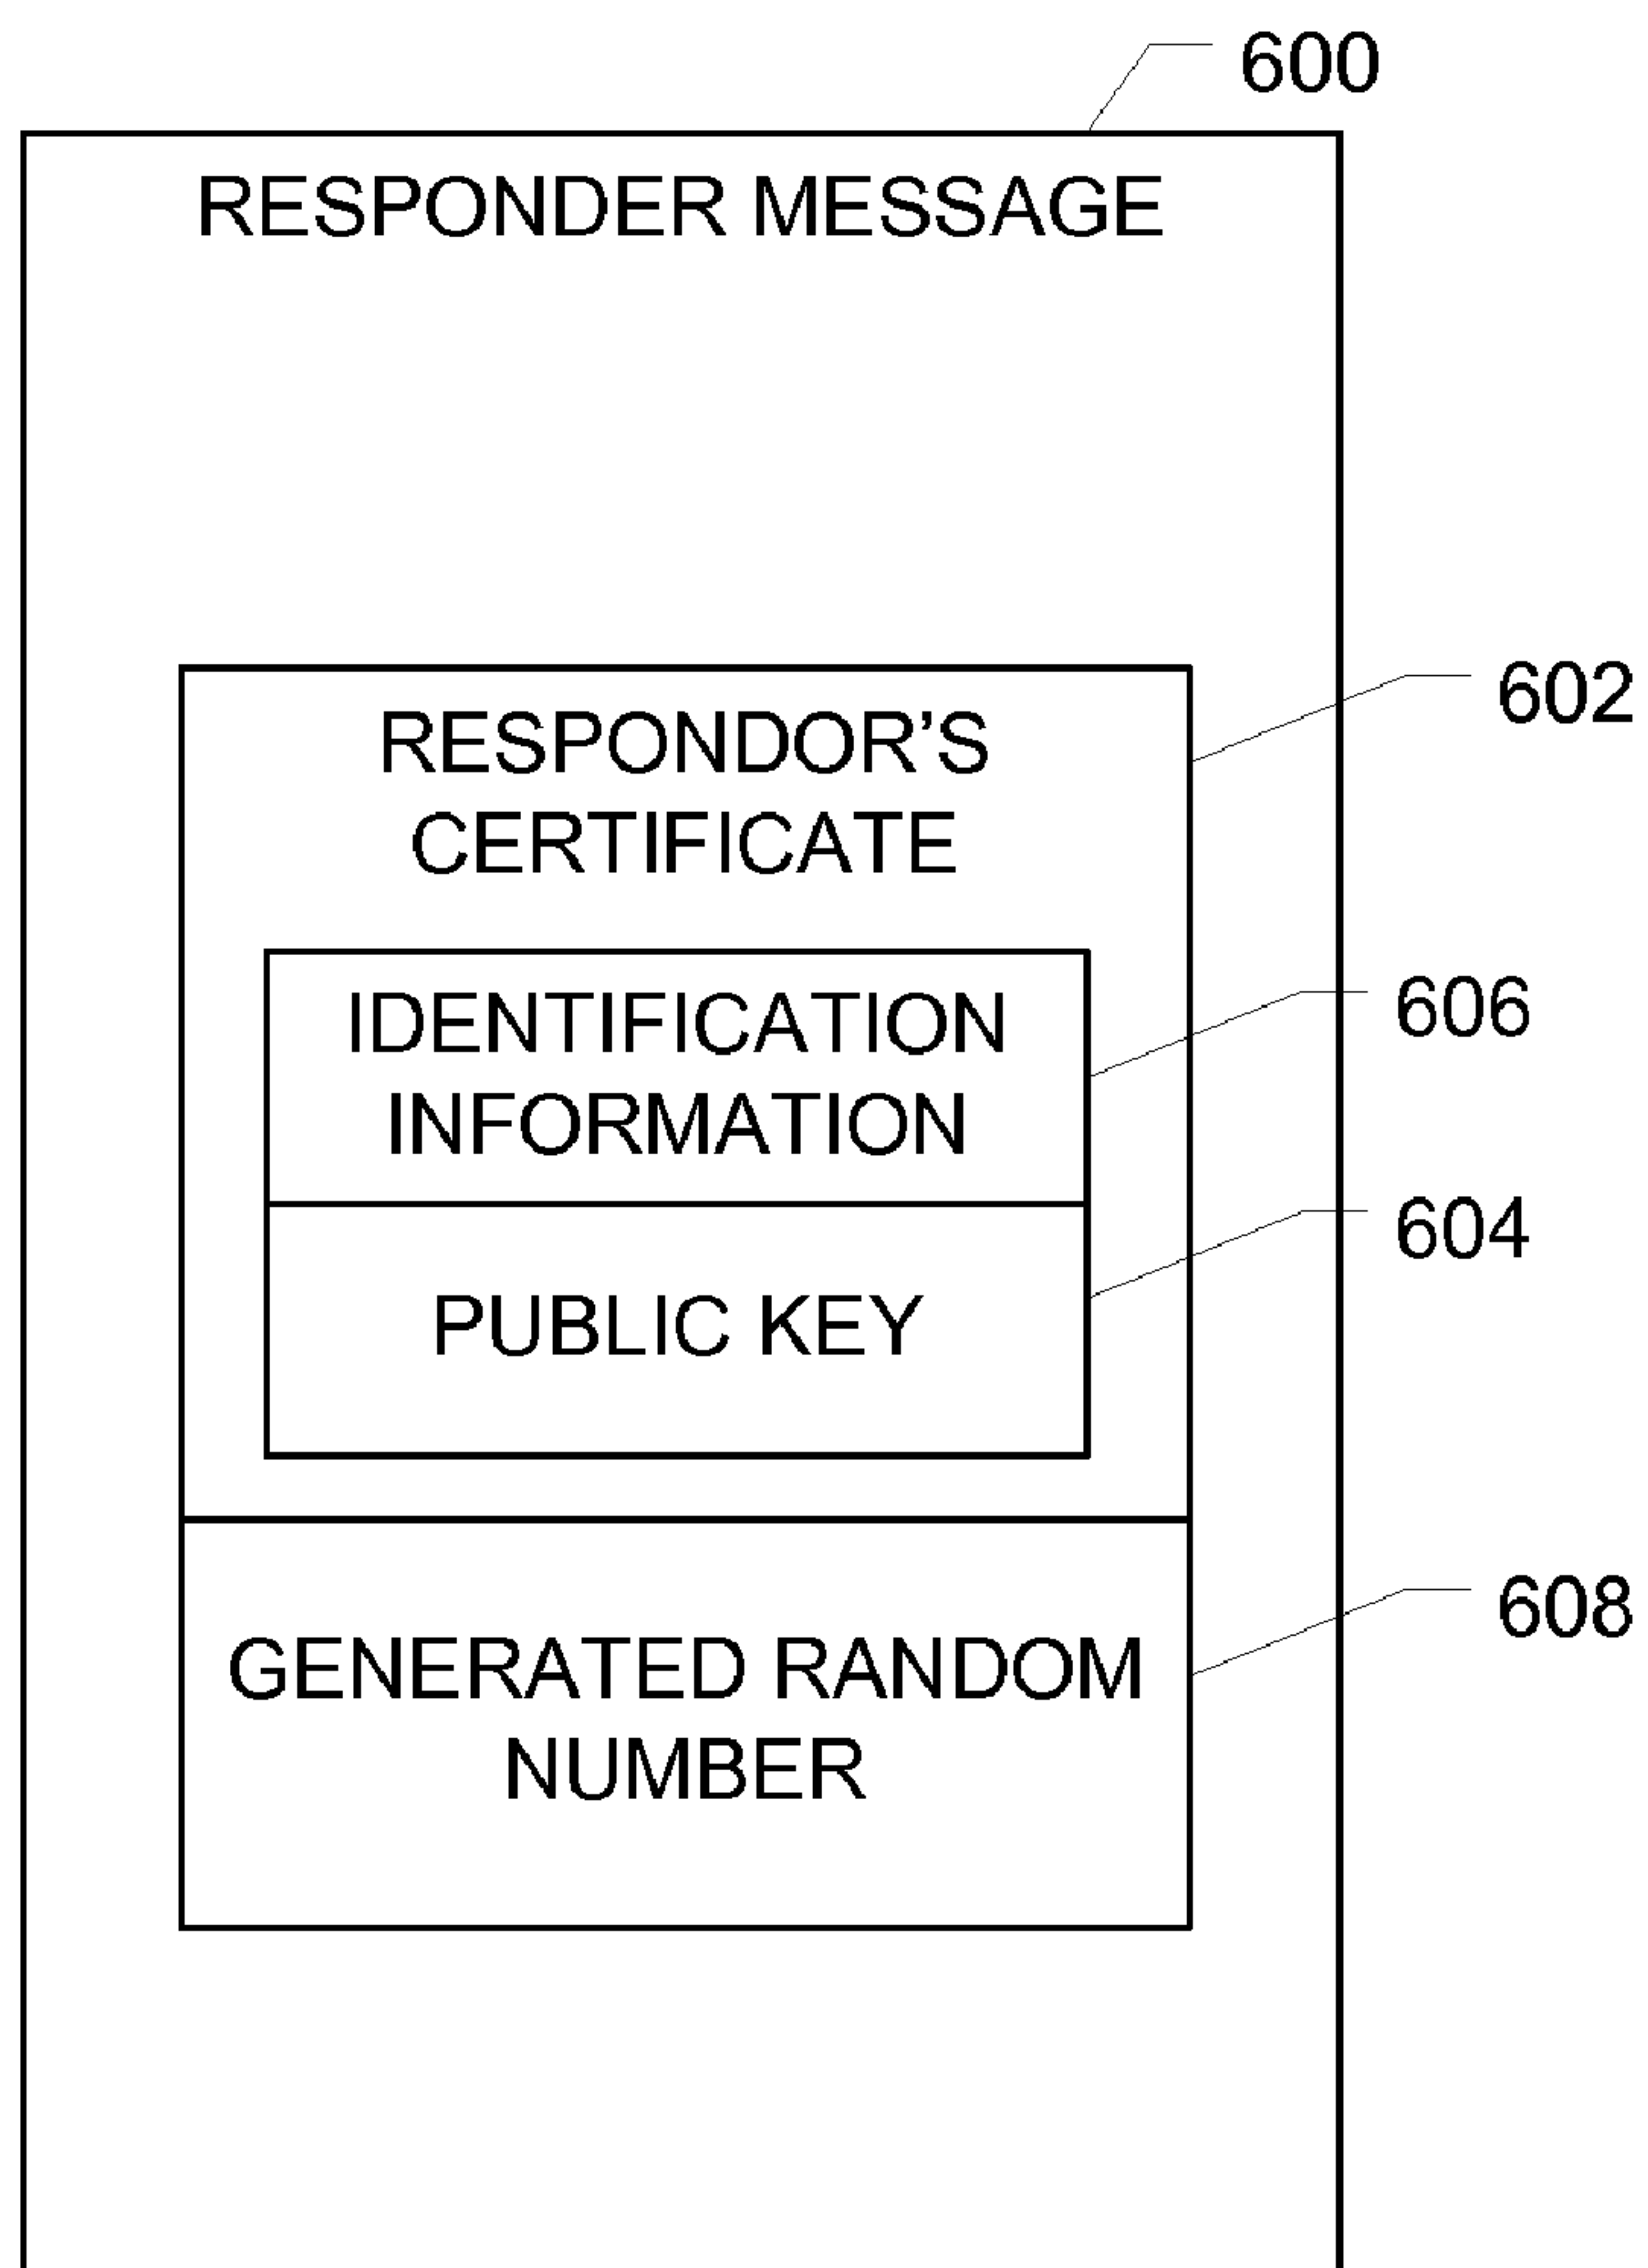 600
RESPONDER MESSAGE
602
RESPONDOR’S
CERTIFICATE
606
IDENTIFICATION
INFORMATION
604
PUBLIC KEY
608
GENERATED RANDOM
NUMBER